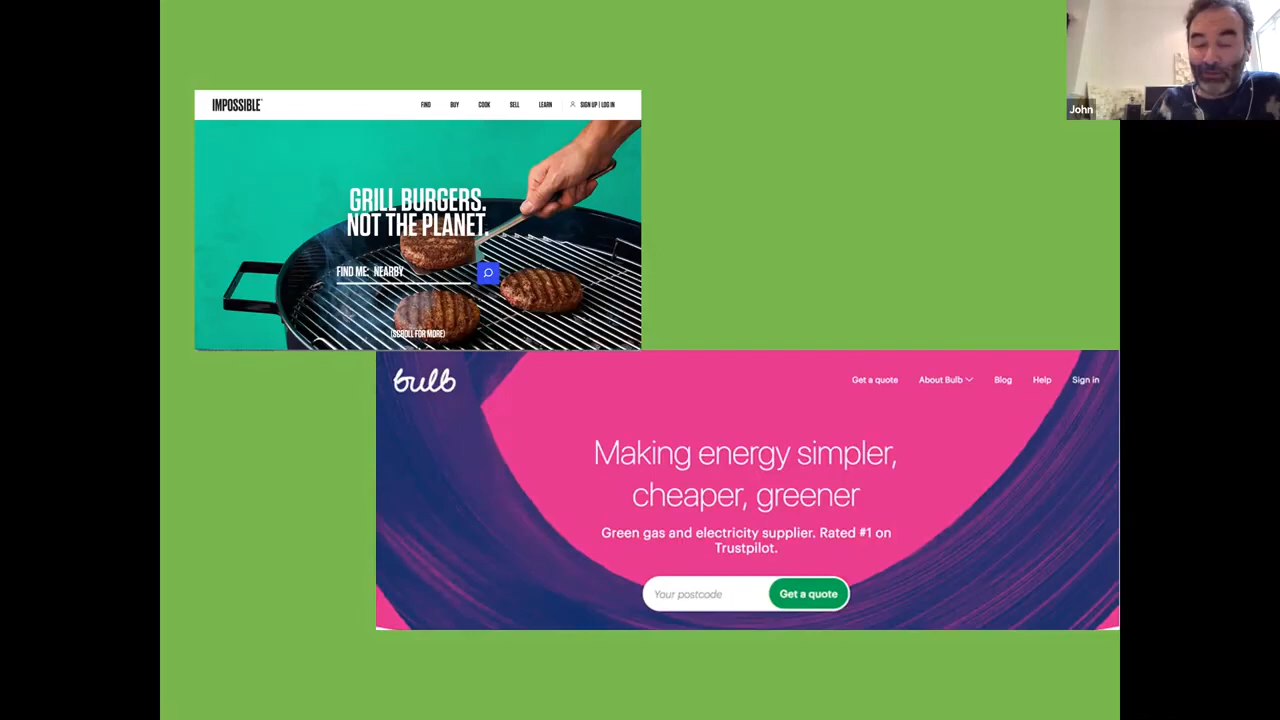 John
IMPOSSIBLE
FIND BUY COOK SELL LEARN SIGN UP | LOG IN
GRILL BURGERS.
NOT THE PLANET.
FIND ME: NEARBY
(SCROLL FOR MORE)
bulb
Get a quote About Bulb Blog Help Sign in
Making energy simpler,
cheaper, greener
Green gas and electricity supplier. Rated #1 on
Trustpilot.
Your postcode Get a quote